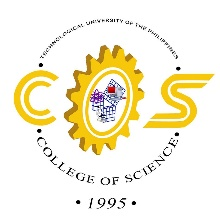 TECHNOLOGICAL UNIVERSITY OF THE PHILIPPINES
COS
• COLLEGE OF SCIENCE •
• 1995 •